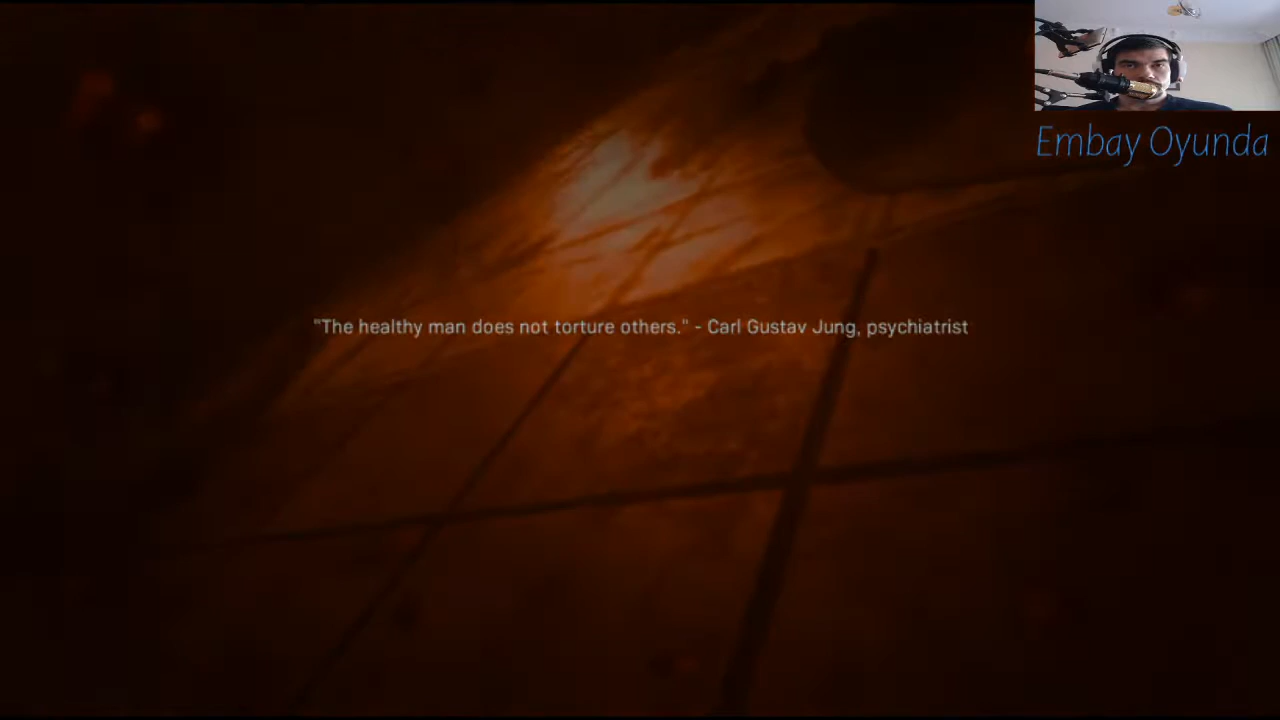 Embay Oyunda
"The healthy man does not torture others." - Carl Gustav Jung, psychiatrist